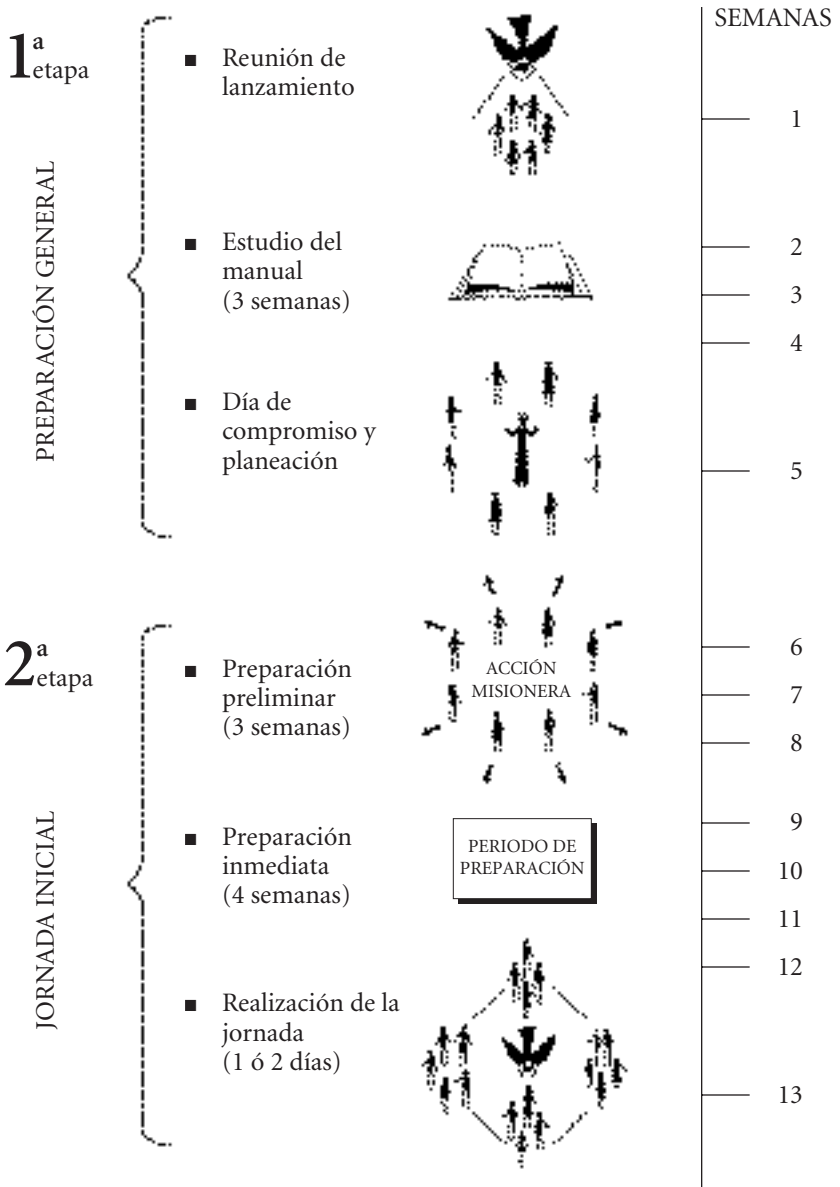 SEMANAS
1ª etapa
PREPARACIÓN GENERAL
■ Reunión de
lanzamiento
1
■ Estudio del
manual
(3 semanas)
2
3
4
■ Día de
compromiso y
planeación
5
2ª etapa
JORNADA INICIAL
■ Preparación
preliminar
(3 semanas)
ACCIÓN
MISIONERA
6
7
8
■ Preparación
inmediata
(4 semanas)
PERIODO DE
PREPARACIÓN
9
10
11
12
■ Realización de la
jornada
(1 ó 2 días)
13